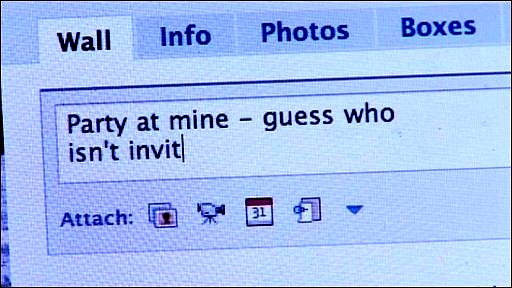 Wall Info Photos Boxes
Party at mine – guess who
isn't invit
Attach: 31